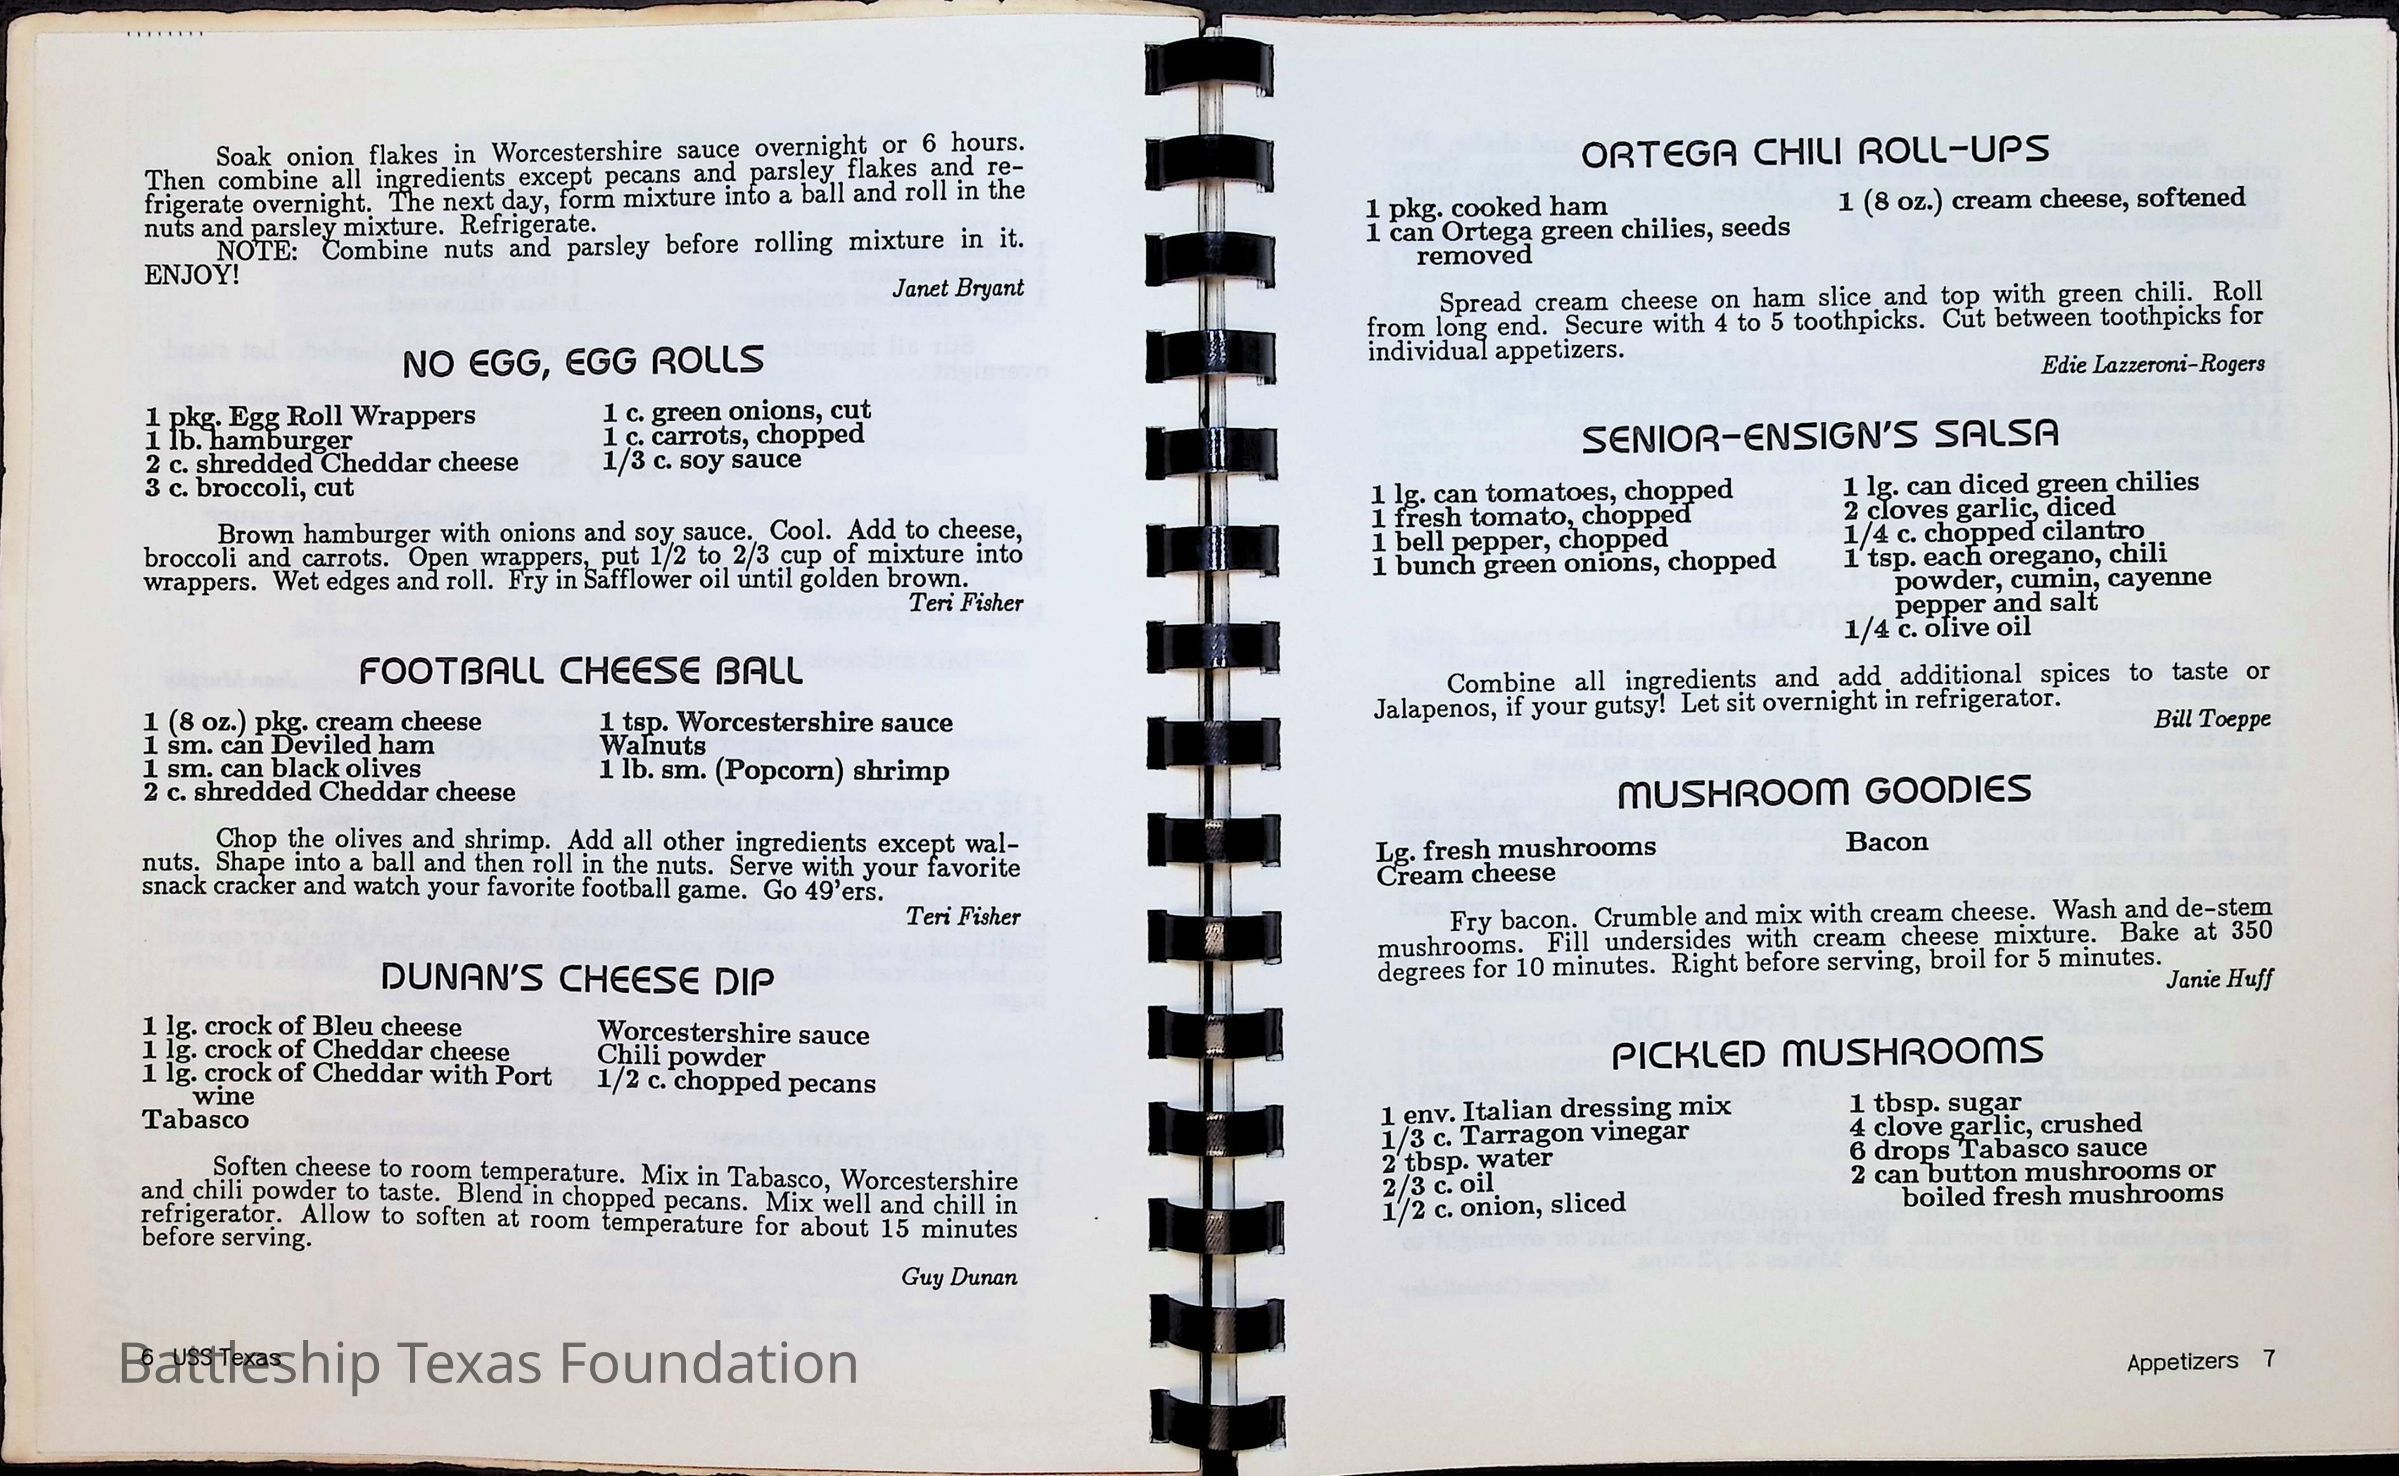 Soak onion flakes in Worcestershire sauce overnight or 6 hours.
Then combine all ingredients except pecans and parsley flakes and re-
frigerate overnight. The next day, form mixture into a ball and roll in the
nuts and parsley mixture. Refrigerate.
NOTE: Combine nuts and parsley before rolling mixture in it.
ENJOY!
Janet Bryant
NO EGG, EGG ROLLS
1 pkg. Egg Roll Wrappers
1 lb. hamburger
2 c. shredded Cheddar cheese
3 c. broccoli, cut
1 c. green onions, cut
1 c. carrots, chopped
1/3 c. soy sauce
Brown hamburger with onions and soy sauce. Cool. Add to cheese,
broccoli and carrots. Open wrappers, put 1/2 to 2/3 cup of mixture into
wrappers. Wet edges and roll. Fry in Safflower oil until golden brown.
Teri Fisher
FOOTBALL CHEESE BALL
1 (8 oz.) pkg. cream cheese
1 sm. can Deviled ham
1 sm. can black olives
2 c. shredded Cheddar cheese
1 tsp. Worcestershire sauce
Walnuts
1 lb. sm. (Popcorn) shrimp
Chop the olives and shrimp. Add all other ingredients except wal-
nuts. Shape into a ball and then roll in the nuts. Serve with your favorite
snack cracker and watch your favorite football game. Go 49'ers.
Teri Fisher
DUNAN'S CHEESE DIP
1 lg. crock of Bleu cheese
1 lg. crock of Cheddar cheese
1 lg. crock of Cheddar with Port
wine
Tabasco
Worcestershire sauce
Chili powder
1/2 c. chopped pecans
Soften cheese to room temperature. Mix in Tabasco, Worcestershire
and chili powder to taste. Blend in chopped pecans. Mix well and chill in
refrigerator. Allow to soften at room temperature for about 15 minutes
before serving.
Guy Dunan
6 USS Texas
Battleship Texas Foundation
ORTEGA CHILI ROLL-UPS
1 pkg. cooked ham
1 can Ortega green chilies, seeds
removed
1 (8 oz.) cream cheese, softened
Spread cream cheese on ham slice and top with green chili. Roll
from long end. Secure with 4 to 5 toothpicks. Cut between toothpicks for
individual appetizers.
Edie Lazzeroni-Rogers
SENIOR-ENSIGN'S SALSA
1 lg. can tomatoes, chopped
1 fresh tomato, chopped
1 bell pepper, chopped
1 bunch green onions, chopped
1 lg. can diced green chilies
2 cloves garlic, diced
1/4 c. chopped cilantro
1 tsp. each oregano, chili
powder, cumin, cayenne
pepper and salt
1/4 c. olive oil
Combine all ingredients and add additional spices to taste or
Jalapenos, if your gutsy! Let sit overnight in refrigerator.
Bill Toeppe
MUSHROOM GOODIES
Lg. fresh mushrooms
Cream cheese
Bacon
Fry bacon. Crumble and mix with cream cheese. Wash and de-stem
mushrooms. Fill undersides with cream cheese mixture. Bake at 350
degrees for 10 minutes. Right before serving, broil for 5 minutes.
Janie Huff
PICKLED MUSHROOMS
1 env. Italian dressing mix
1/3 c. Tarragon vinegar
2 tbsp. water
2/3 c. oil
1/2 c. onion, sliced
1 tbsp. sugar
4 clove garlic, crushed
6 drops Tabasco sauce
2 can button mushrooms or
boiled fresh mushrooms
Appetizers 7